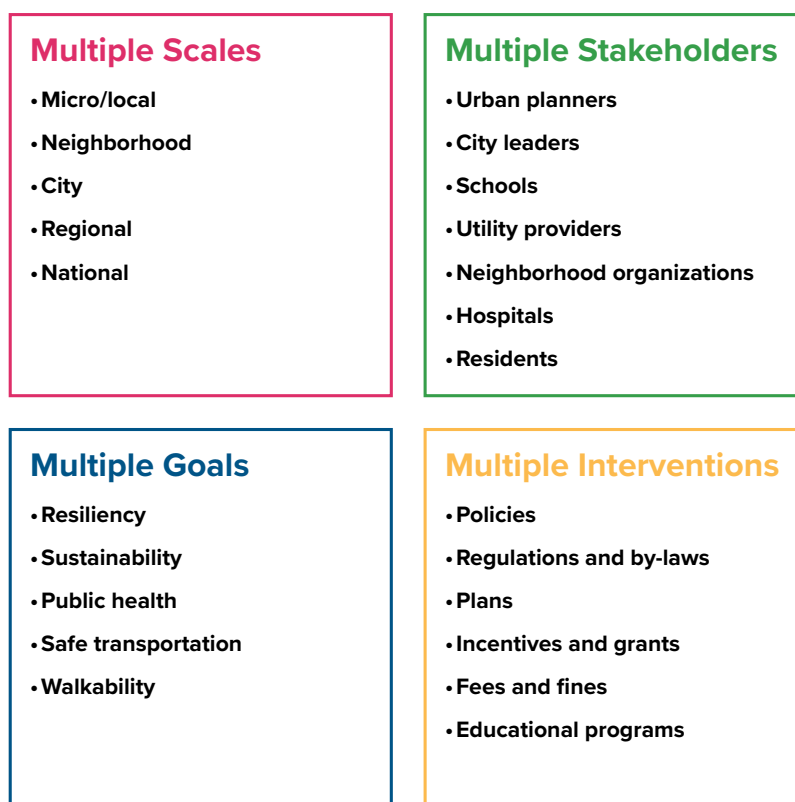 Multiple Scales
• Micro/local
• Neighborhood
• City
• Regional
• National
Multiple Stakeholders
• Urban planners
• City leaders
• Schools
• Utility providers
• Neighborhood organizations
• Hospitals
• Residents
Multiple Goals
• Resiliency
• Sustainability
• Public health
• Safe transportation
• Walkability
Multiple Interventions
• Policies
• Regulations and by-laws
• Plans
• Incentives and grants
• Fees and fines
• Educational programs